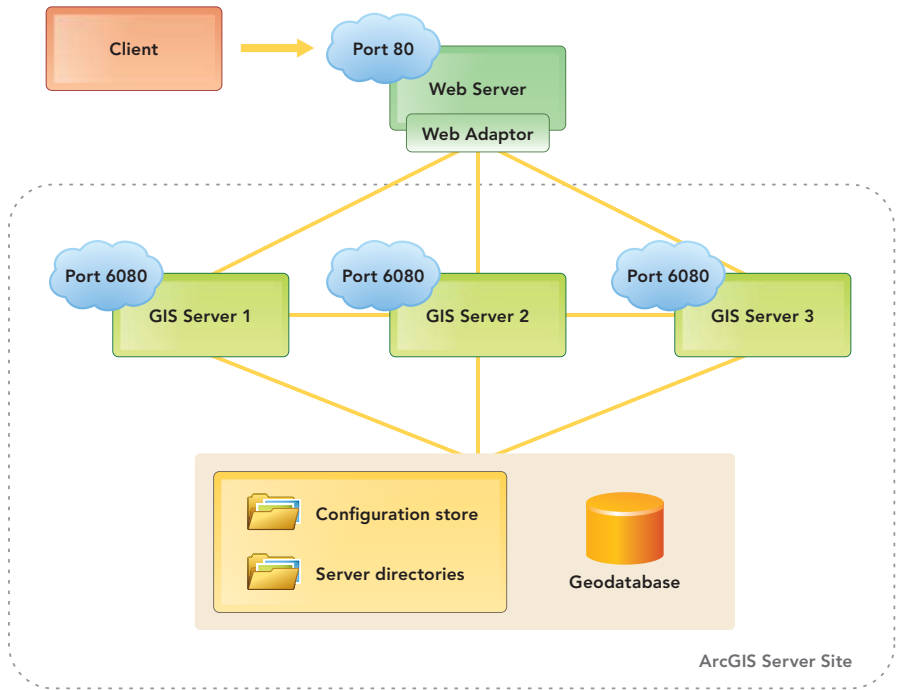 Client
Port 80
Web Server
Web Adaptor
Port 6080
GIS Server 1
Port 6080
GIS Server 2
Port 6080
GIS Server 3
Configuration store
Server directories
Geodatabase
ArcGIS Server Site